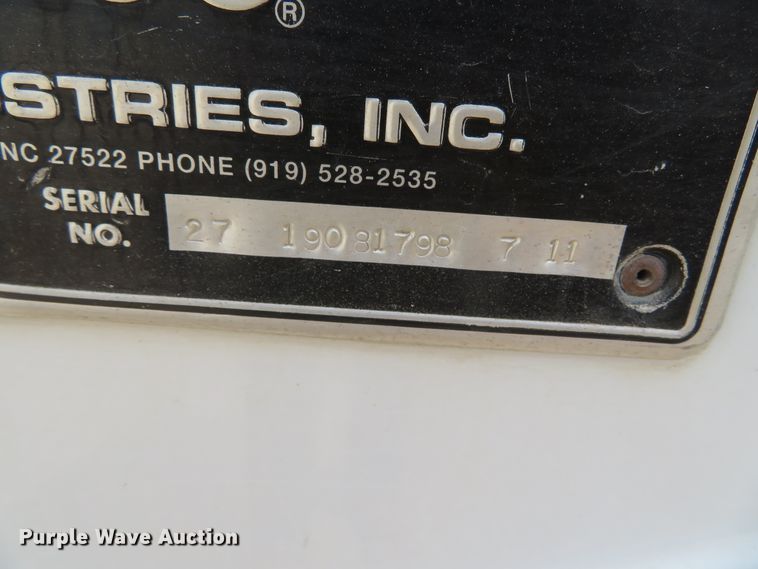 ®
STRIES, INC.
NC 27522 PHONE (919) 528-2535
SERIAL
NO.
27 19081798 7 11
Purple Wave Auction